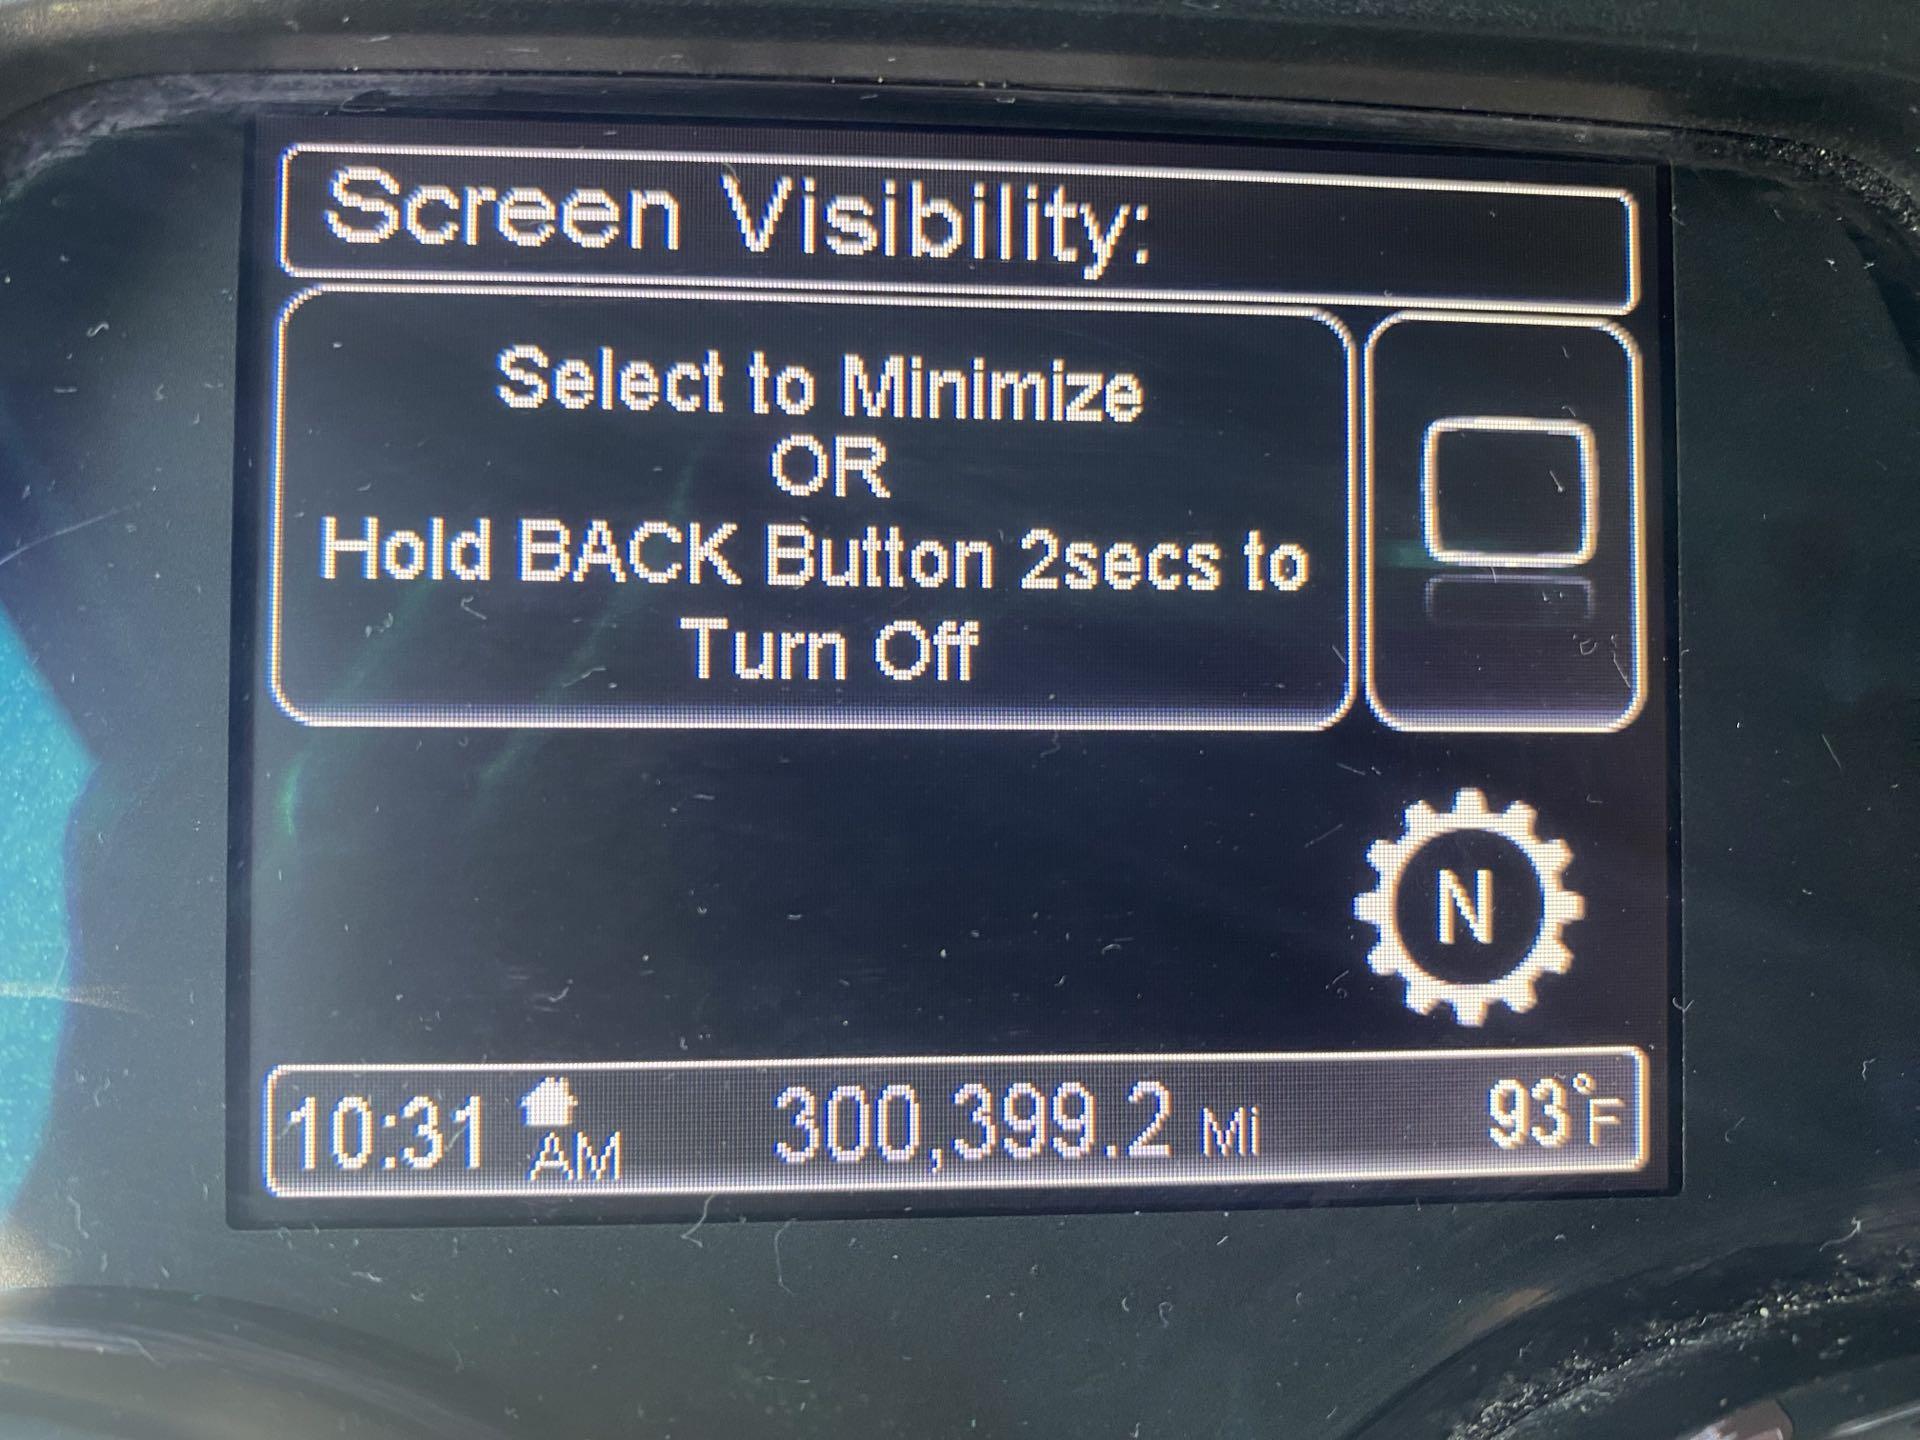 Screen Visibility:
Select to Minimize
OR
Hold BACK Button 2secs to
Turn Off
N
10:31 AM 300,399.2 Mi 93°F